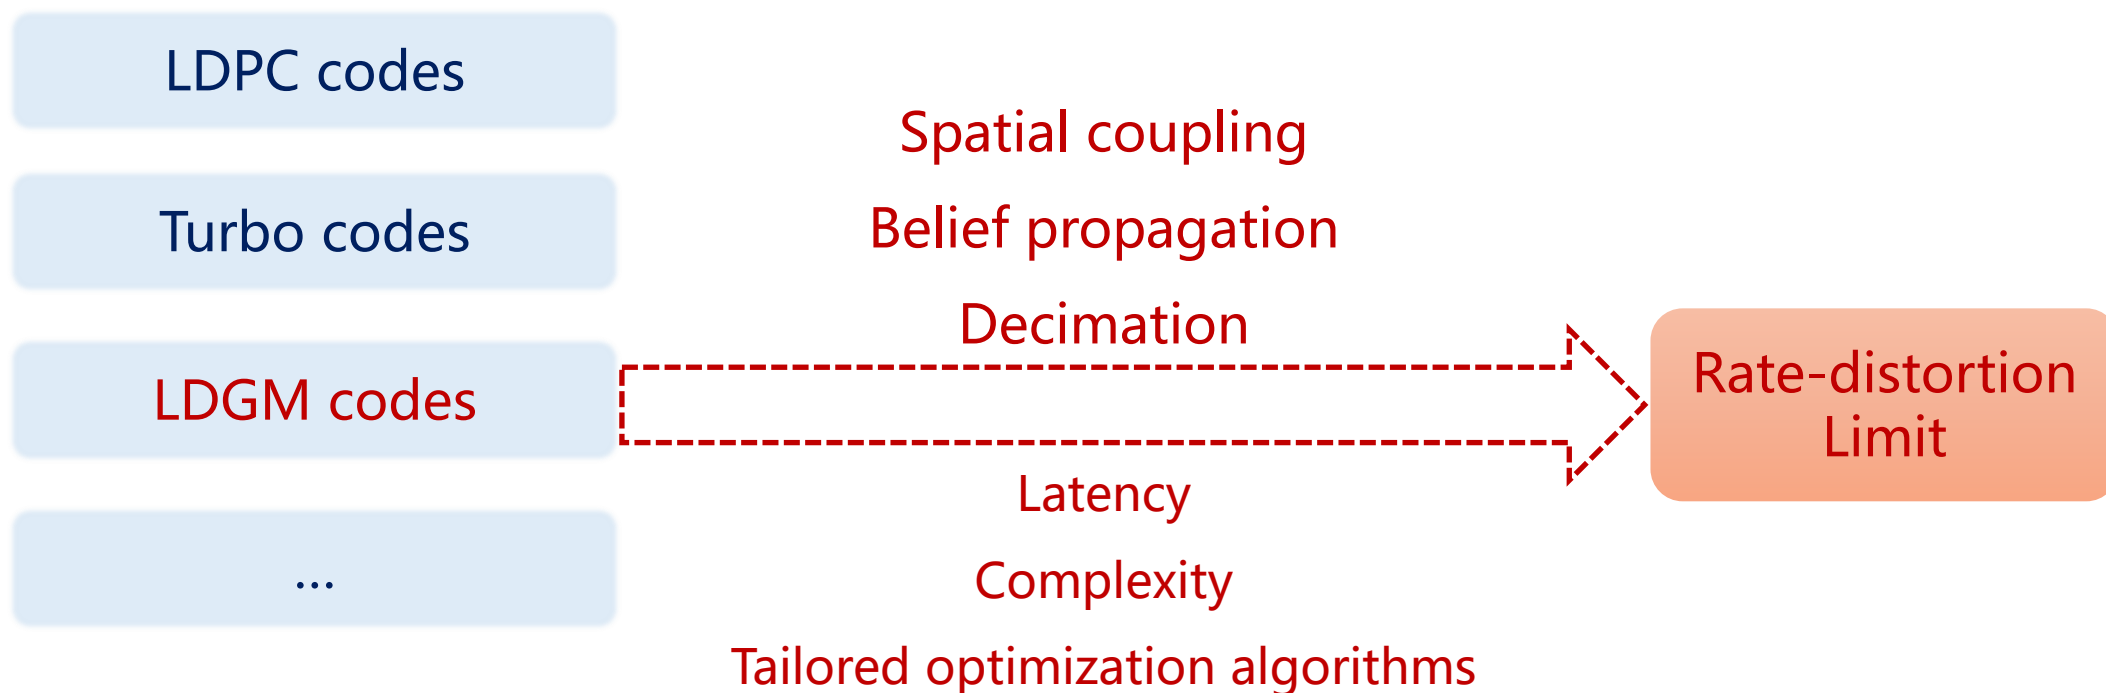 LDPC codes
Turbo codes
LDGM codes
...
Spatial coupling
Belief propagation
Decimation
Latency
Complexity
Tailored optimization algorithms
Rate-distortion
Limit